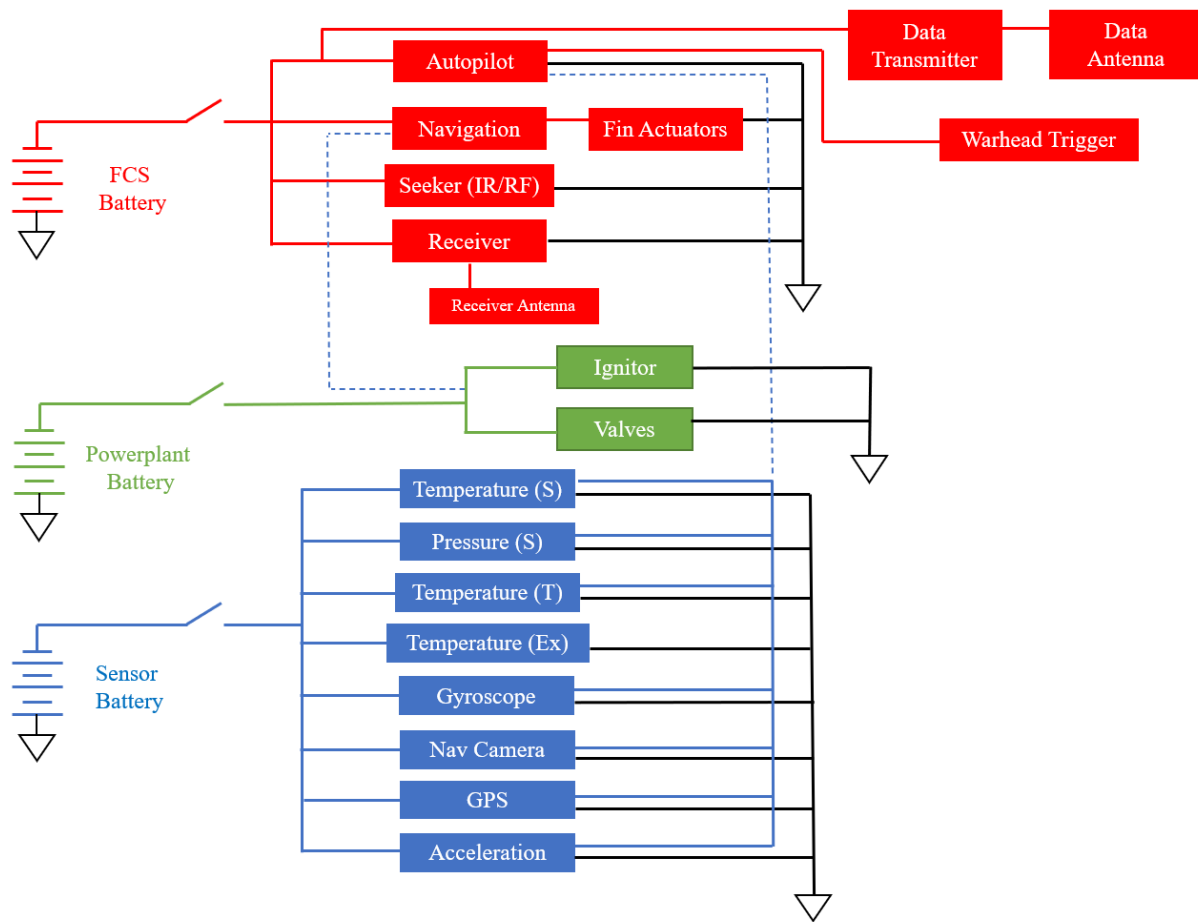 Data
Transmitter
Data
Antenna
Autopilot
Navigation
Fin Actuators
Warhead Trigger
FCS
Battery
Seeker (IR/RF)
Receiver
Receiver Antenna
Ignitor
Valves
Powerplant
Battery
Temperature (S)
Pressure (S)
Temperature (T)
Temperature (Ex)
Sensor
Battery
Gyroscope
Nav Camera
GPS
Acceleration